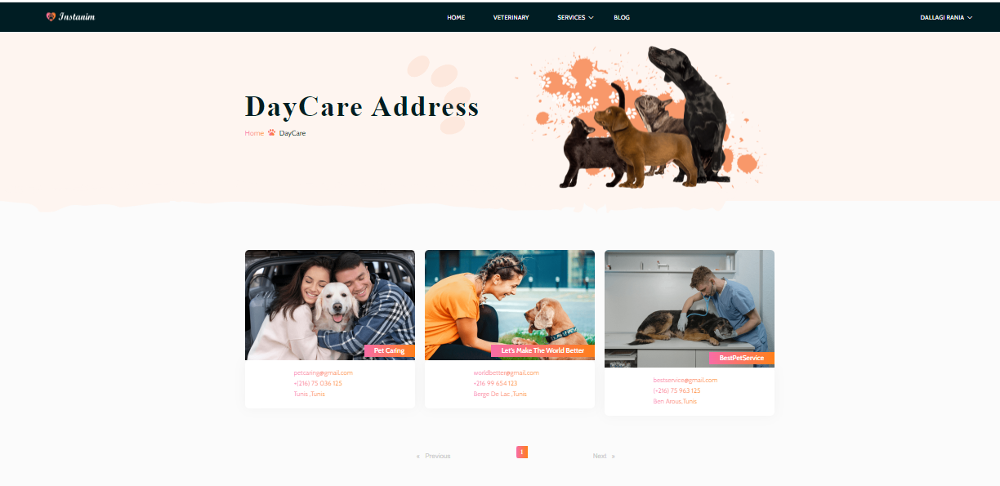 Instanim
HOME
VETERINARY
SERVICES
BLOG
DALLAGI RANIA
DayCare Address
Home DayCare
Pet Caring
petcaring@gmail.com
+(216) 75 036 125
Tunis ,Tunis
Let's Make The World Better
worldbetter@gmail.com
+216 99 654 123
Berge De Lac ,Tunis
BestPetService
bestservice@gmail.com
(+216) 75 963 125
Ben Arous,Tunis
« Previous
1
Next »